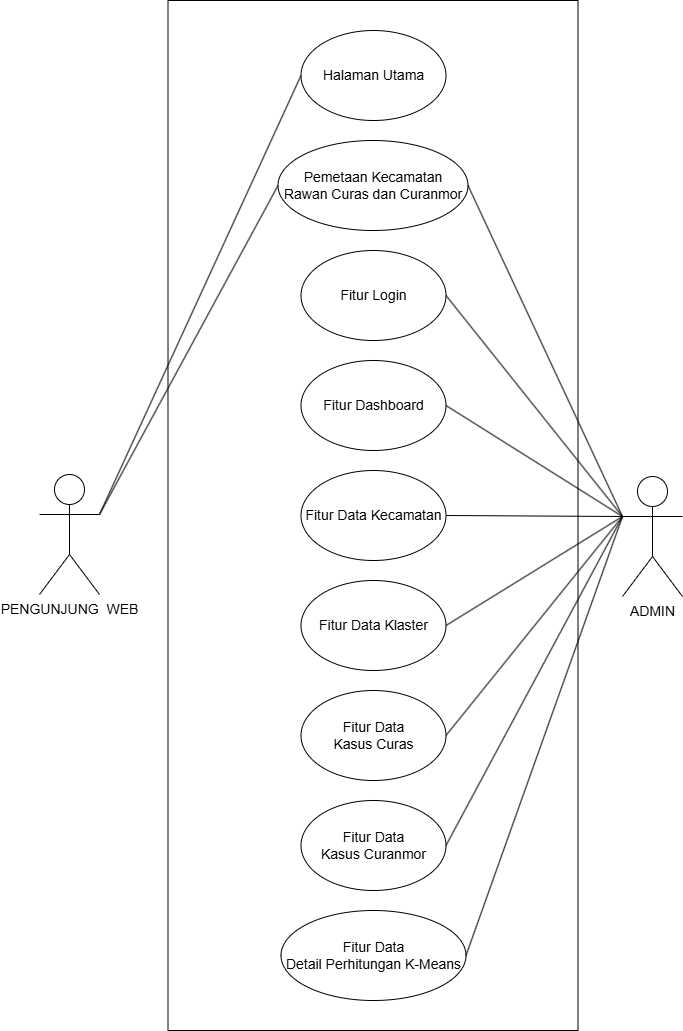 Halaman Utama
Pemetaan Kecamatan
Rawan Curas dan Curanmor
Fitur Login
Fitur Dashboard
Fitur Data Kecamatan
PENGUNJUNG WEB
ADMIN
Fitur Data Klaster
Fitur Data
Kasus Curas
Fitur Data
Kasus Curanmor
Fitur Data
Detail Perhitungan K-Means